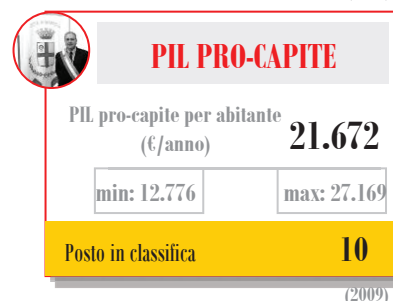 PIL PRO-CAPITE
PIL pro-capite per abitante
(€/anno)
21.672
min: 12.776
max: 27.169
Posto in classifica
10
(2009)